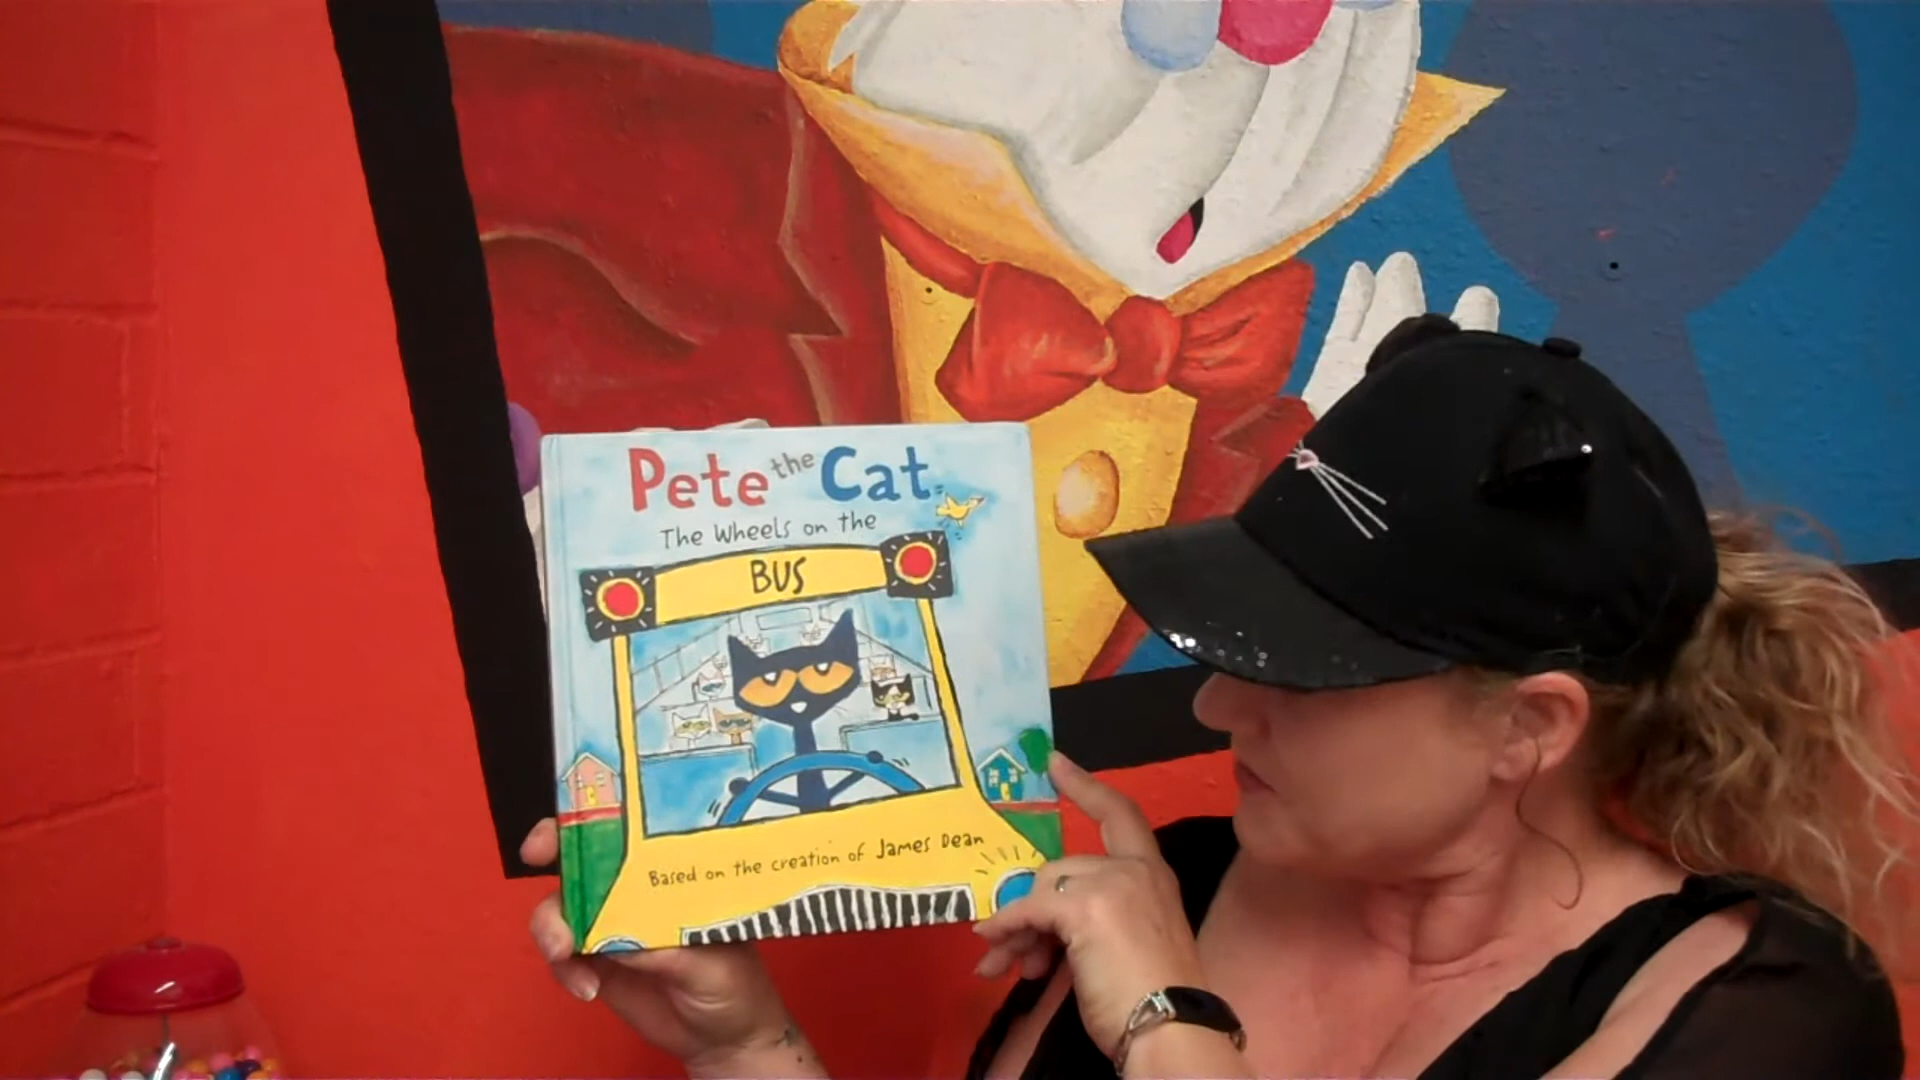 Pete the Cat
The Wheels on the
BUS
Based on the creation of James Dean